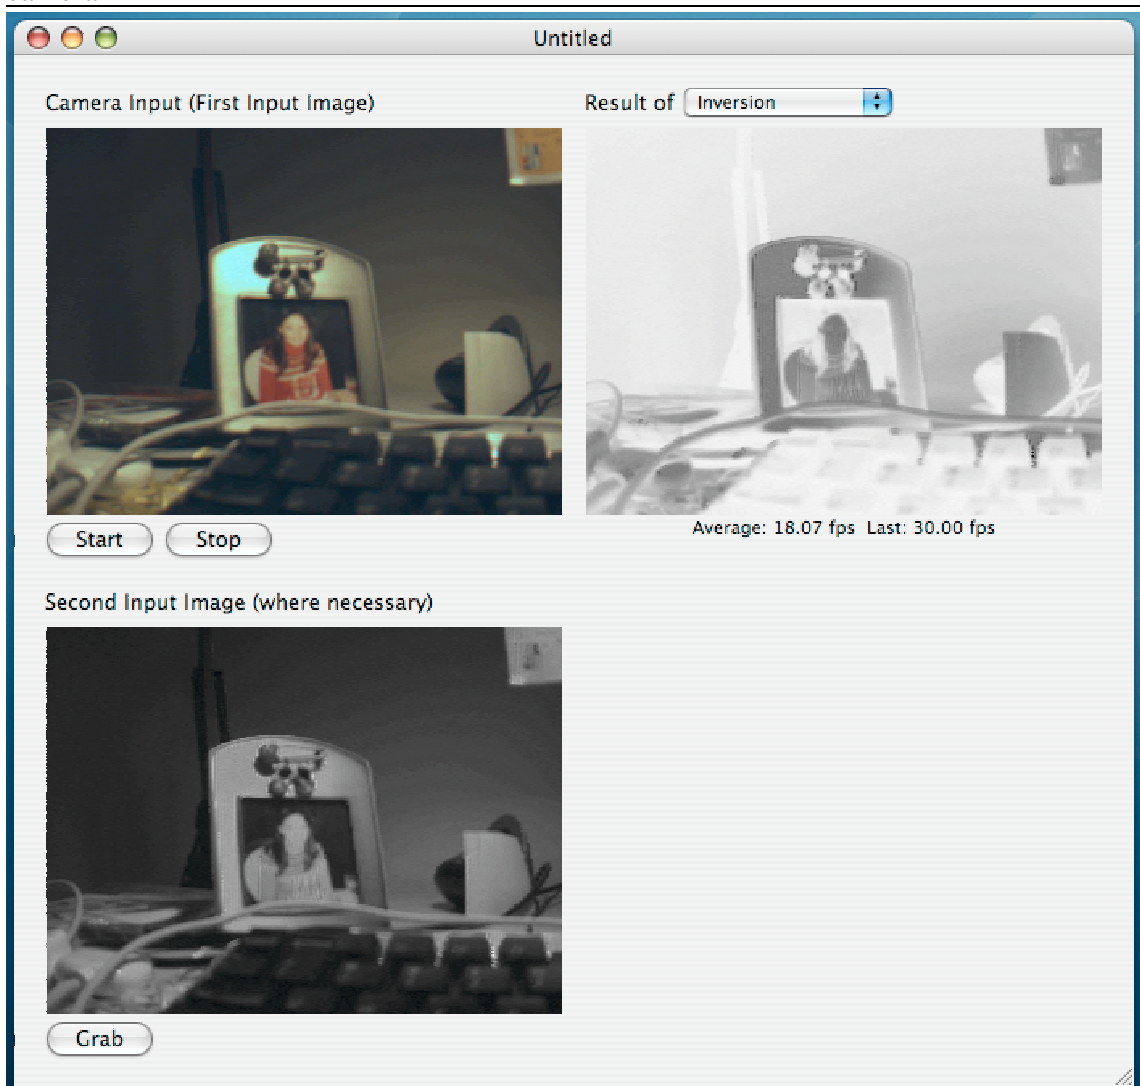 Untitled
Camera Input (First Input Image)
Result of Inversion
Start Stop
Average: 18.07 fps Last: 30.00 fps
Second Input Image (where necessary)
Grab